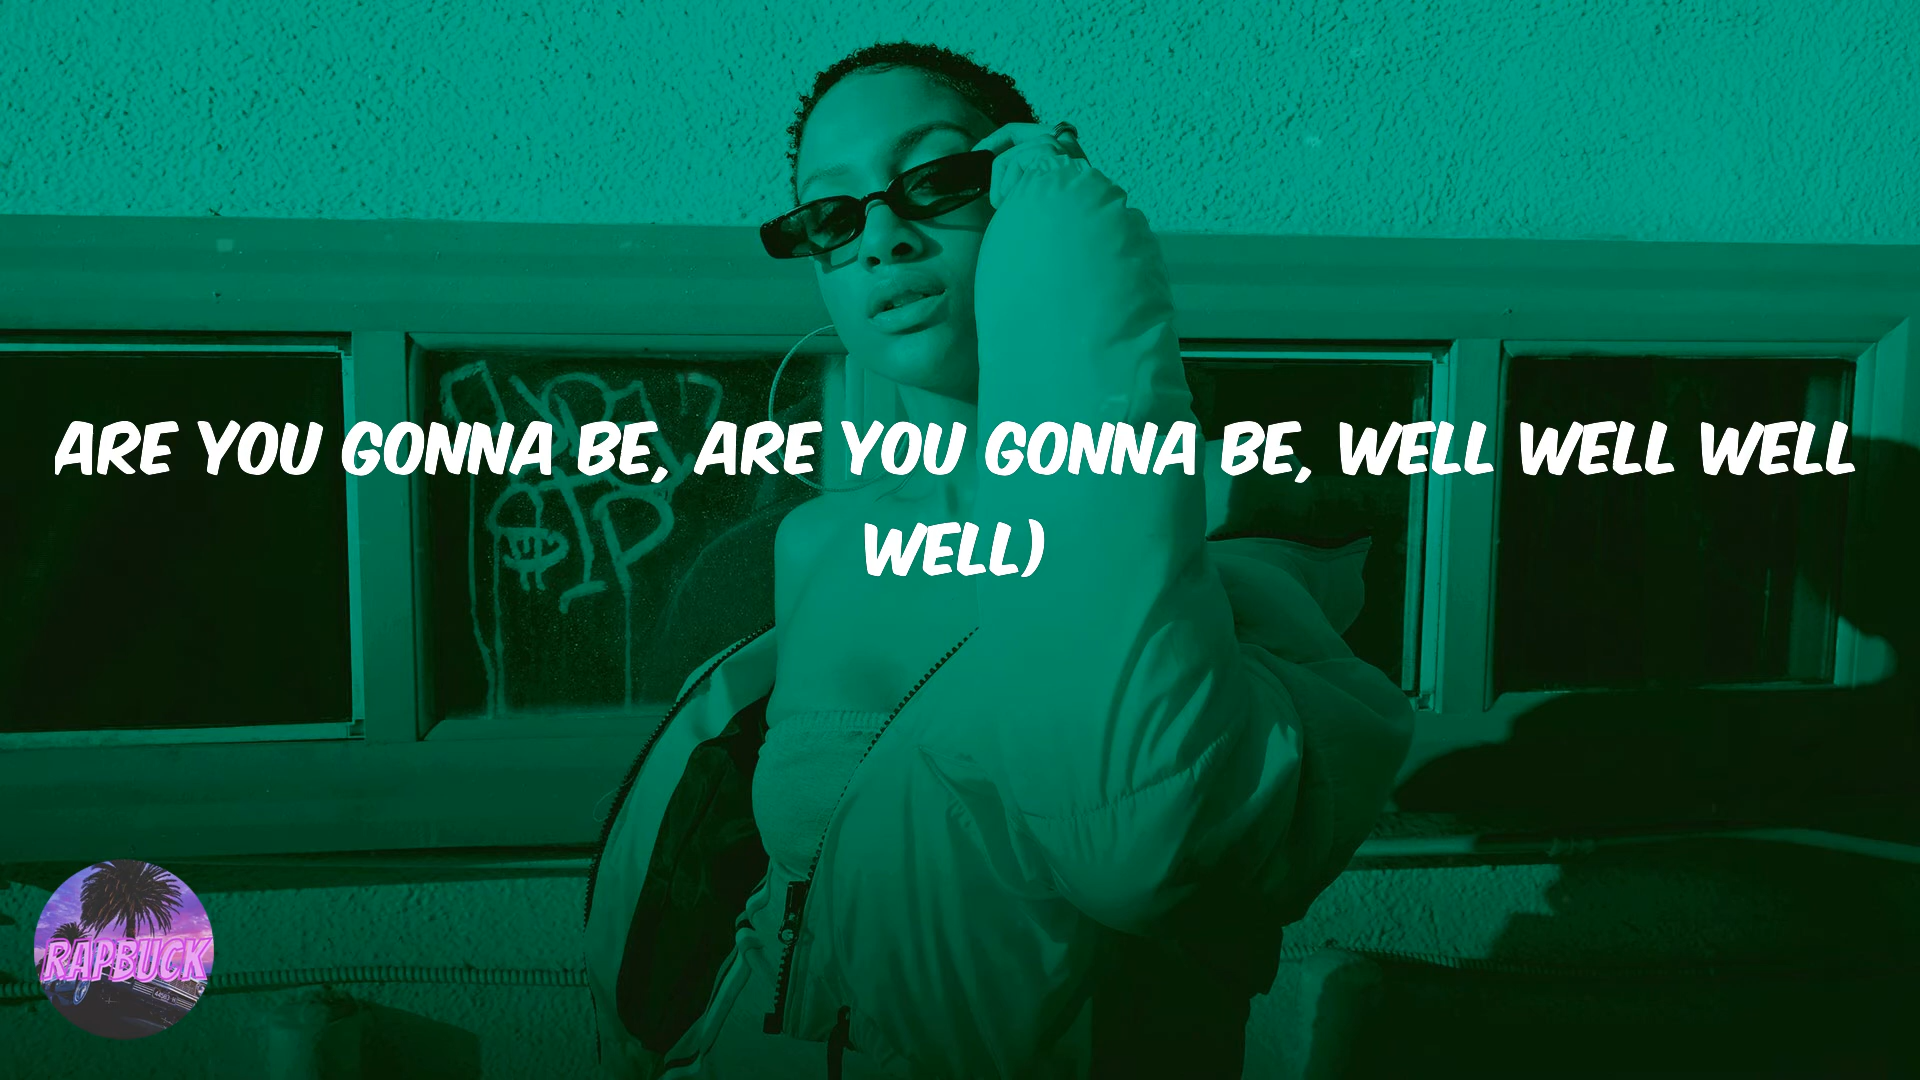 ARE YOU GONNA BE, ARE YOU GONNA BE, WELL WELL WELL
WELL)
RAPBUCK